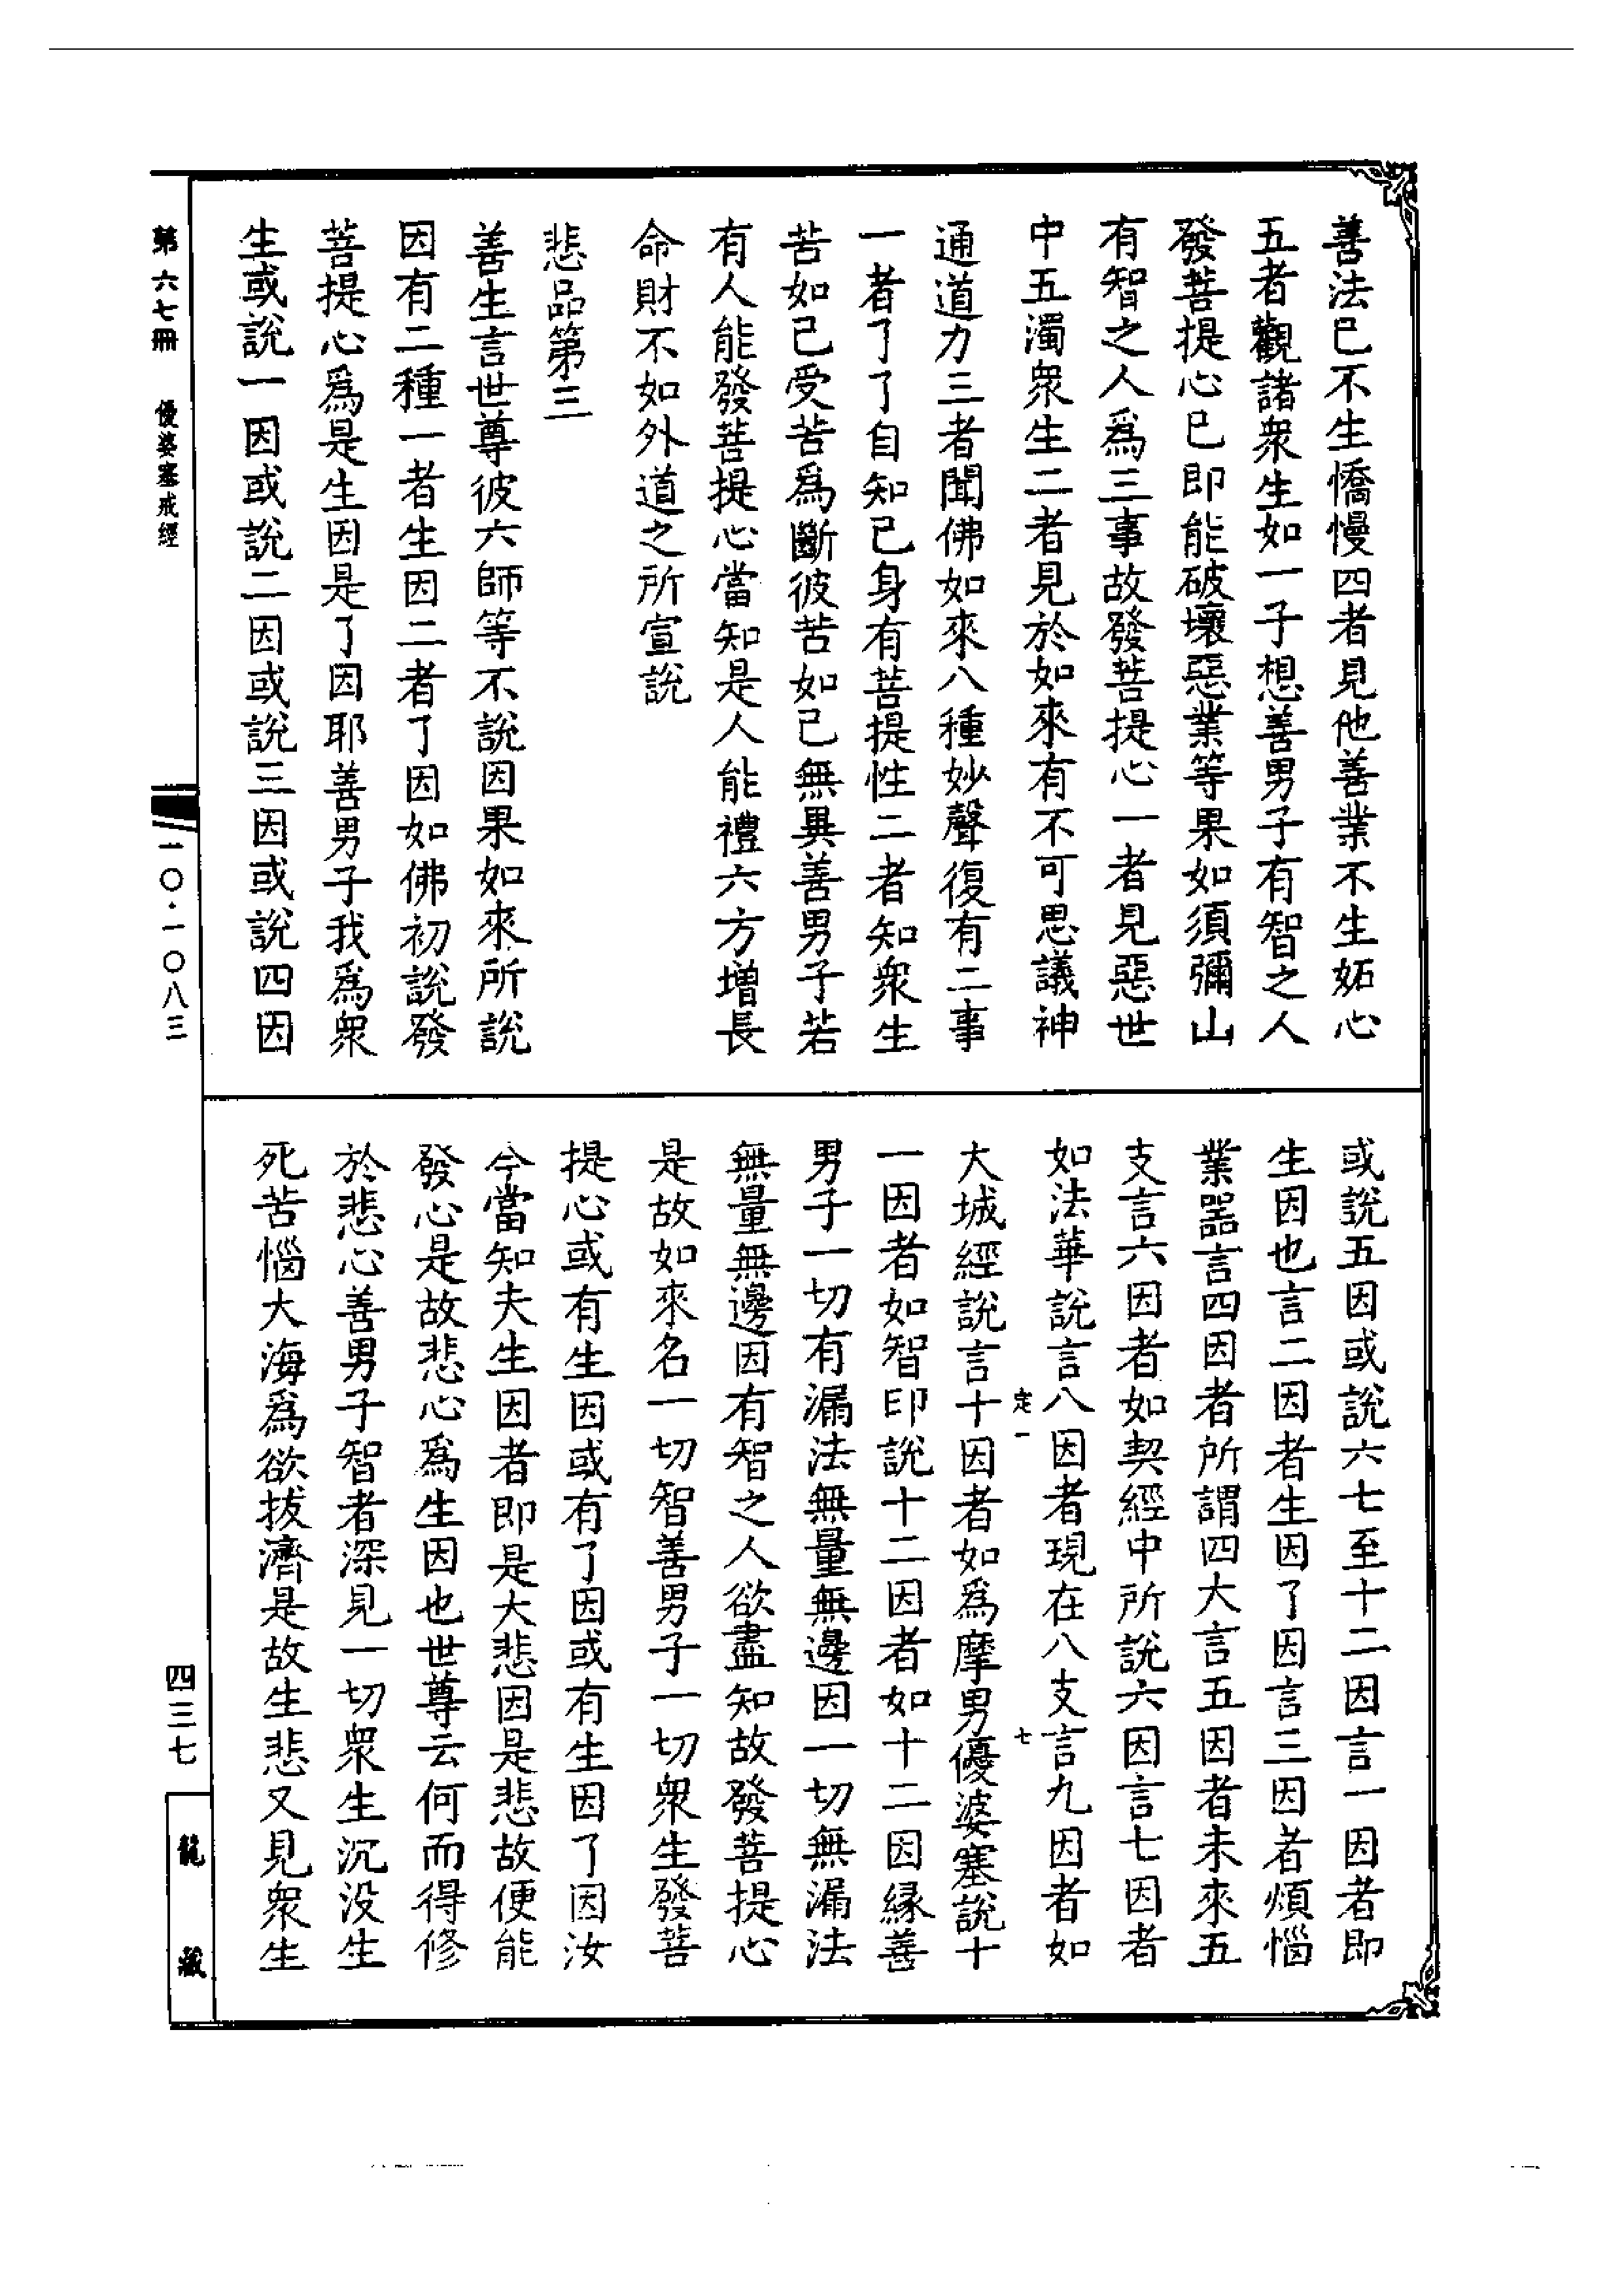 善法已不生憍慢四者見他善業不生妬心
五者觀諸衆生如一子想善男子有智之人
發菩提心已即能破壞惡業等果如須彌山
有智之人爲三事故發菩提心一者見惡世
中五濁衆生二者見於如來有不可思議神
通道力三者聞佛如來八種妙聲復有二事
一者了了自知己身有菩提性二者知衆生
苦如己受苦爲斷彼苦如己無異善男子若
有人能發菩提心當知是人能禮六方增長
命財不如外道之所宣說
悲品第三
善生言世尊彼六師等不說因果如來所說
因有二種一者生因二者了因如佛初說發
菩提心爲是生因是了因耶善男子我爲衆
生或說一因或說二因或說三因或說四因
或說五因或說六七至十二因言一因者即
生因也言二因者生因了因言三因者煩惱
業器言四因者所謂四大言五因者未來五
支言六因者如契經中所說六因言七因者
如法華說言八因者現在八支言九因者如
定一 七
大城經說言十因者如爲摩男優婆塞說十
一因者如智印說十二因者如十二因緣善
男子一切有漏法無量無邊因一切無漏法
無量無邊因有智之人欲盡知故發菩提心
是故如來名一切智善男子一切衆生發菩
提心或有生因或有了因或有生因了因汝
今當知夫生因者即是大悲因是悲故便能
發心是故悲心爲生因也世尊云何而得修
於悲心善男子智者深見一切衆生沉没生
死苦惱大海爲欲拔濟是故生悲又見衆生
第六七冊 優婆塞戒經 一〇·一〇八三 四三七 龍藏